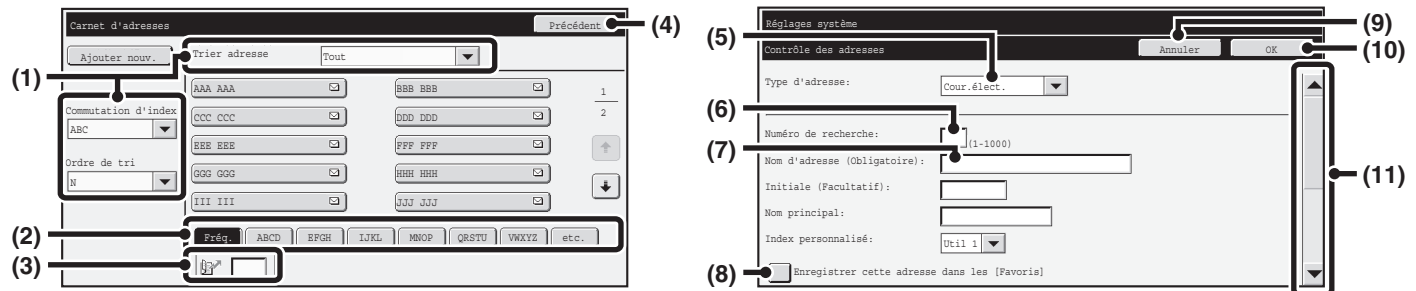 Carnet d'adresses
Précédent
(4)
Ajouter nouv.
Trier adresse
Tout
(1)
AAA AAA
BBB BBB
1
Commutation d'index
ABC
CCC CCC
DDD DDD
2
EEE EEE
FFF FFF
Ordre de tri
N
GGG GGG
HHH HHH
III III
JJJ JJJ
(2)
Fréq.
ABCD
EFGH
IJKL
MNOP
QRSTU
VWXYZ
etc.
(3)
Réglages système
(9)
(5)
Contrôle des adresses
Annuler
OK
(10)
Type d'adresse:
Cour.élect.
(6)
Numéro de recherche:
(1-1000)
(7)
Nom d'adresse (Obligatoire):
(11)
Initiale (Facultatif):
Nom principal:
Index personnalisé:
Util 1
(8)
Enregistrer cette adresse dans les [Favoris]